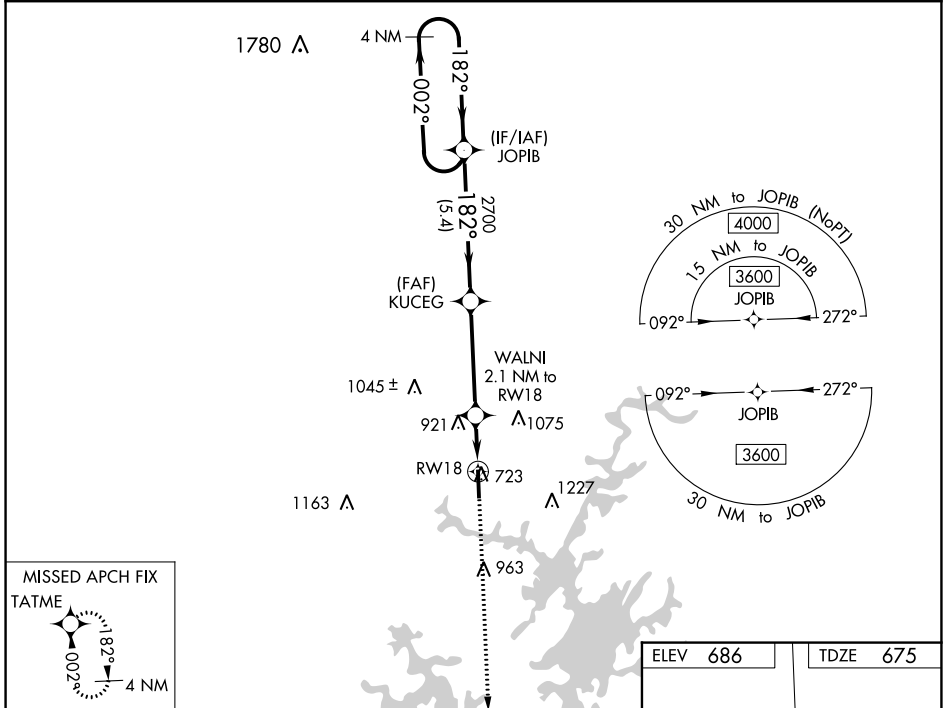 1780
4 NM
182°
002°
(IF/IAF)
JOPIB
2700
182°
(5.4)
30 NM to JOPIB (NoPT)
4000
15 NM to JOPIB
3600
JOPIB
092°
272°
(FAF)
KUCEG
WALNI
2.1 NM to
RW18
1045 ±
921
1075
092°
272°
JOPIB
3600
30 NM to JOPIB
RW18
723
1163
1227
963
MISSED APCH FIX
TATME
182°
002°
4 NM
ELEV 686
TDZE 675